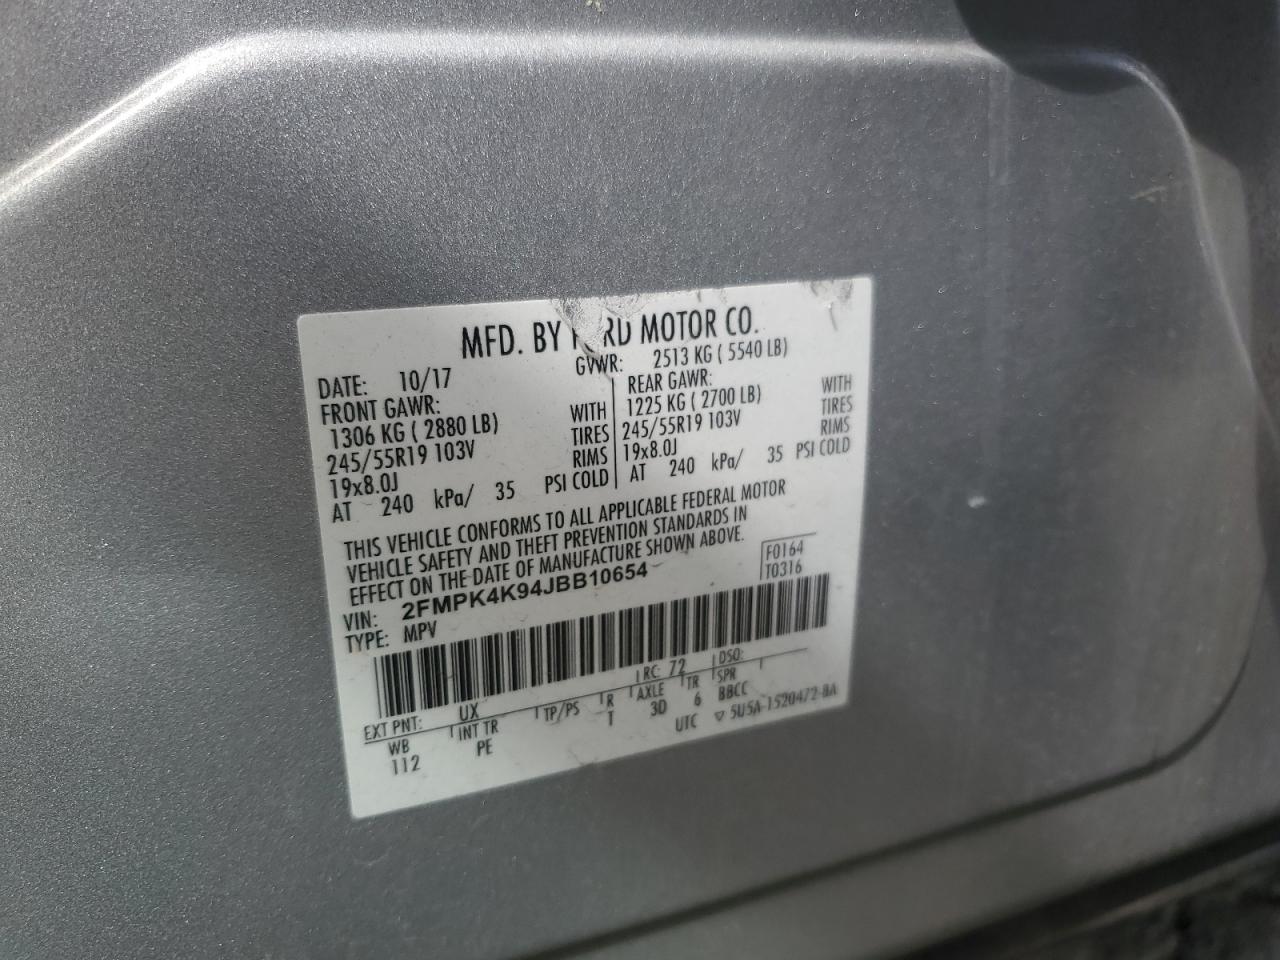 MFD. BY FORD MOTOR CO.
DATE: 10/17 GVWR: 2513 KG ( 5540 LB)
FRONT GAWR: REAR GAWR:
1306 KG ( 2880 LB) WITH 1225 KG ( 2700 LB) WITH
245/55R19 103V TIRES 245/55R19 103V TIRES
19x8.0J RIMS 19x8.0J RIMS
AT 240 kPa/ 35 PSI COLD AT 240 kPa/ 35 PSI COLD
THIS VEHICLE CONFORMS TO ALL APPLICABLE FEDERAL MOTOR
VEHICLE SAFETY AND THEFT PREVENTION STANDARDS IN
EFFECT ON THE DATE OF MANUFACTURE SHOWN ABOVE.
F0164
T0316
VIN: 2FMPK4K94JBB10654
TYPE: MPV
EXT PNT: UX RC: 72 DSO:
WB INT TR TP/PS R AXLE TR SPR
112 PE T 3D 6 BBCC
UTC ▽ 5U5A-1520472-BA